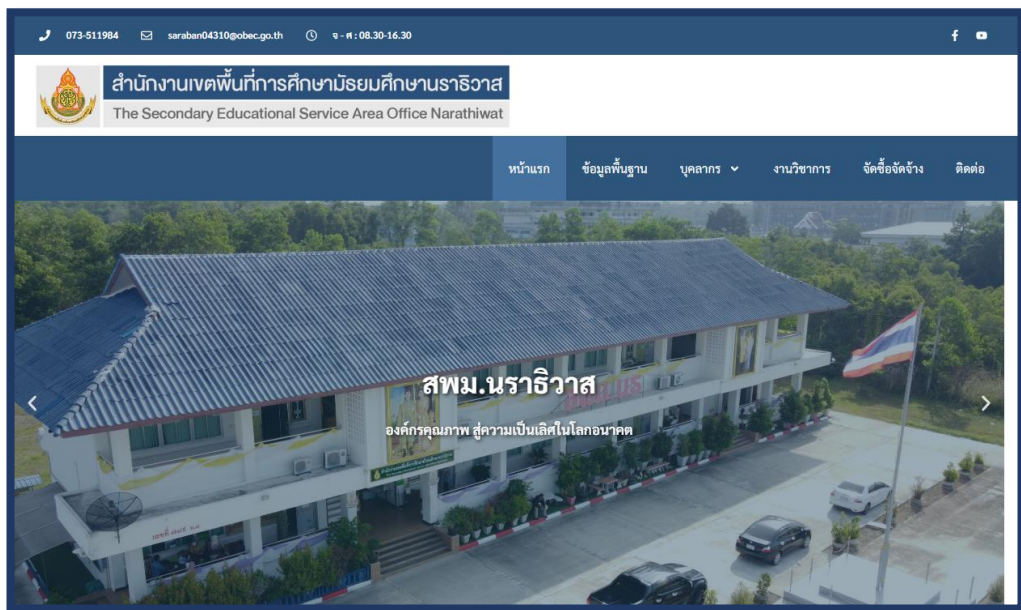 073-511984 saraban04310@obec.go.th จ - ศ : 08.30-16.30
สำนักงานเขตพื้นที่การศึกษามัธยมศึกษานราธิวาส
The Secondary Educational Service Area Office Narathiwat
หน้าแรก ข้อมูลพื้นฐาน บุคลากร งานวิชาการ จัดซื้อจัดจ้าง ติดต่อ
สพม.นราธิวาส
องค์กรคุณภาพ สู่ความเป็นเลิศในโลกอนาคต